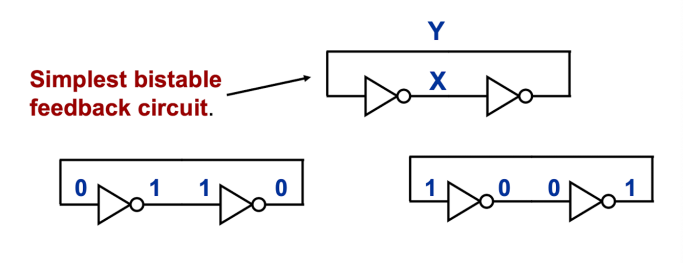 Y
Simplest bistable
feedback circuit.
X
0 1 1 0
1 0 0 1